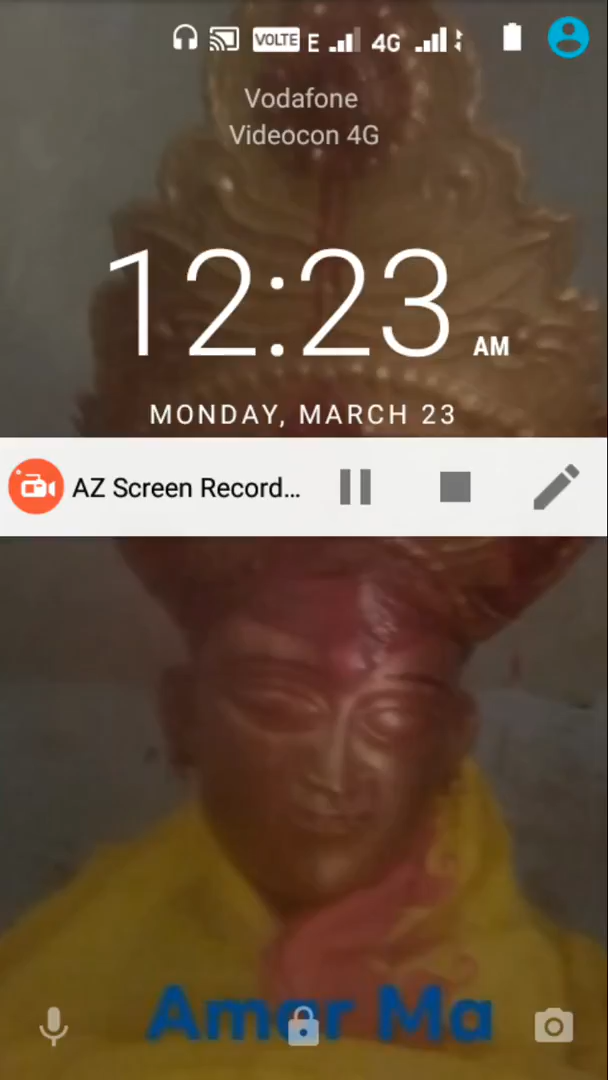 VOLTE E 4G
Vodafone
Videocon 4G
12:23 AM
MONDAY, MARCH 23
AZ Screen Record...
Amar Ma